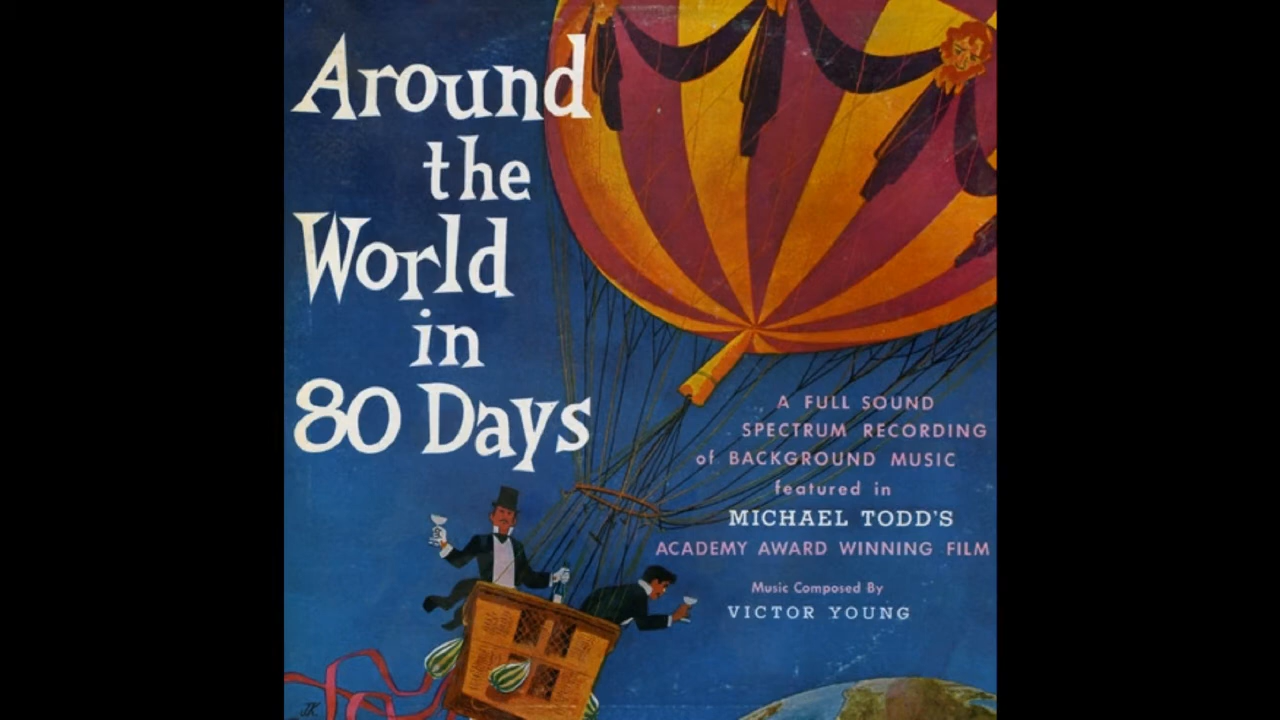 Around
the
World
in
80 Days
A FULL SOUND
SPECTRUM RECORDING
of BACKGROUND MUSIC
featured in
MICHAEL TODD'S
ACADEMY AWARD WINNING FILM
Music Composed By
VICTOR YOUNG
JK.